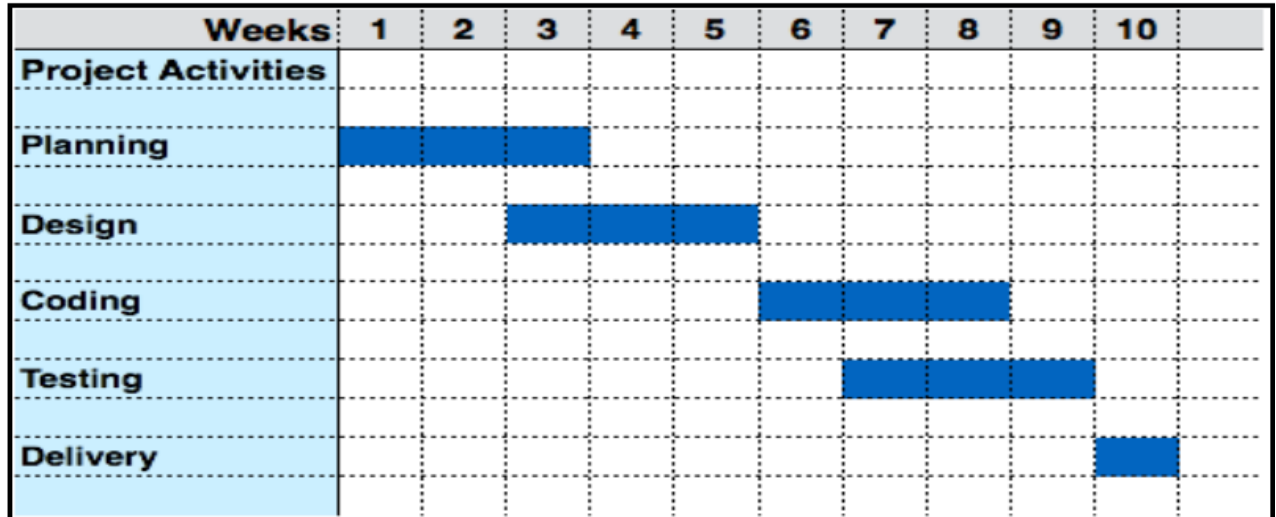 Weeks 1 2 3 4 5 6 7 8 9 10
Project Activities
Planning
Design
Coding
Testing
Delivery